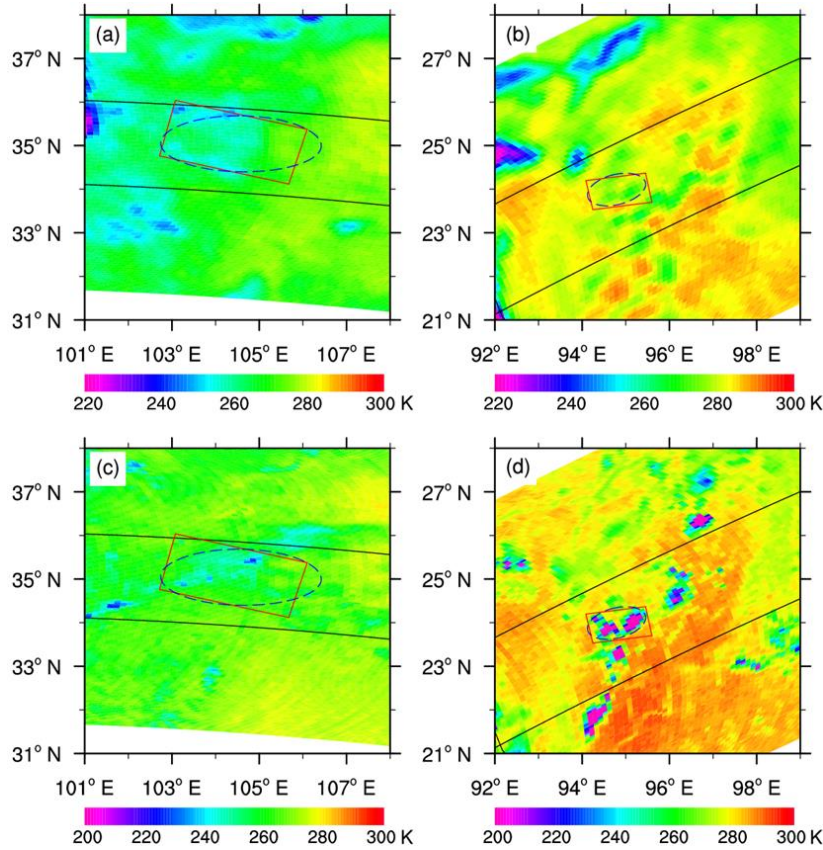 (a)
37° N
35° N
33° N
31° N
101° E 103° E 105° E 107° E
220 240 260 280 300 K
(b)
27° N
25° N
23° N
21° N
92° E 94° E 96° E 98° E
220 240 260 280 300 K
(c)
37° N
35° N
33° N
31° N
101° E 103° E 105° E 107° E
200 220 240 260 280 300 K
(d)
27° N
25° N
23° N
21° N
92° E 94° E 96° E 98° E
200 220 240 260 280 300 K